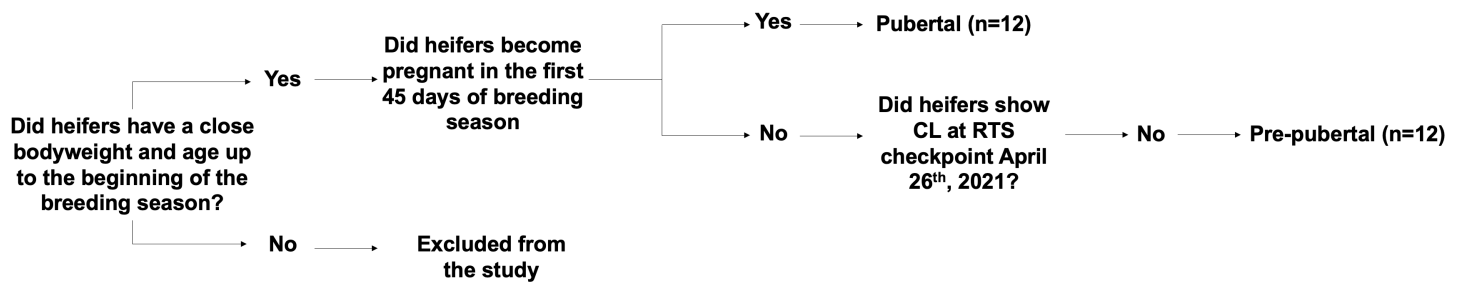 Did heifers have a close
bodyweight and age up
to the beginning of the
breeding season?
Yes
Did heifers become
pregnant in the first
45 days of breeding
season
Yes
Pubertal (n=12)
No
Did heifers show
CL at RTS
checkpoint April
26th, 2021?
No
Pre-pubertal (n=12)
No
Excluded from
the study